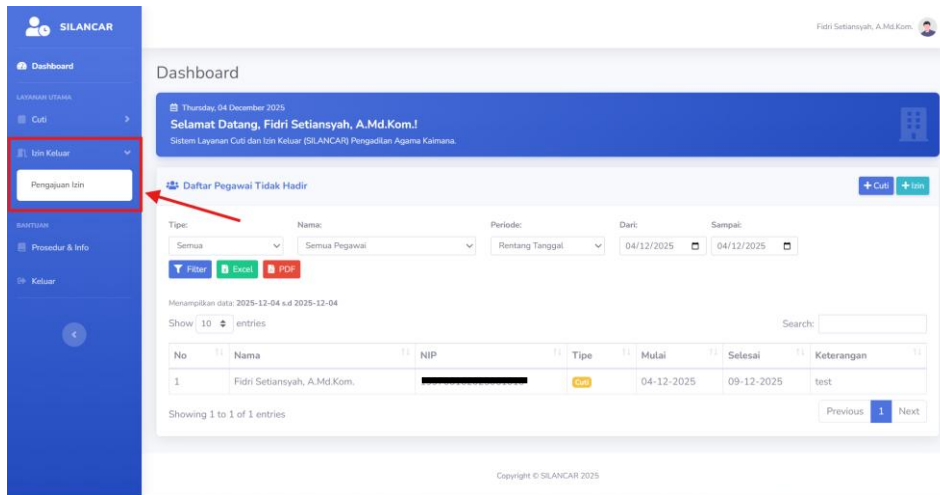 SILANCAR
Fidri Setiansyah, A.Md.Kom.
Dashboard
LAYANAN UTAMA
Cuti
Izin Keluar
Pengajuan Izin
BANTUAN
Prosedur & Info
Keluar
Dashboard
Thursday, 04 December 2025
Selamat Datang, Fidri Setiansyah, A.Md.Kom.!
Sistem Layanan Cuti dan Izin Keluar (SILANCAR) Pengadilan Agama Kaimana.
Daftar Pegawai Tidak Hadir
+ Cuti + Izin
Tipe: Nama: Periode: Dari: Sampai:
Semua Semua Pegawai Rentang Tanggal 04/12/2025 04/12/2025
Filter Excel PDF
Menampilkan data: 2025-12-04 s.d 2025-12-04
Show 10 entries Search:
No Nama NIP Tipe Mulai Selesai Keterangan
1 Fidri Setiansyah, A.Md.Kom. Cuti 04-12-2025 09-12-2025 test
Showing 1 to 1 of 1 entries Previous 1 Next
Copyright © SILANCAR 2025